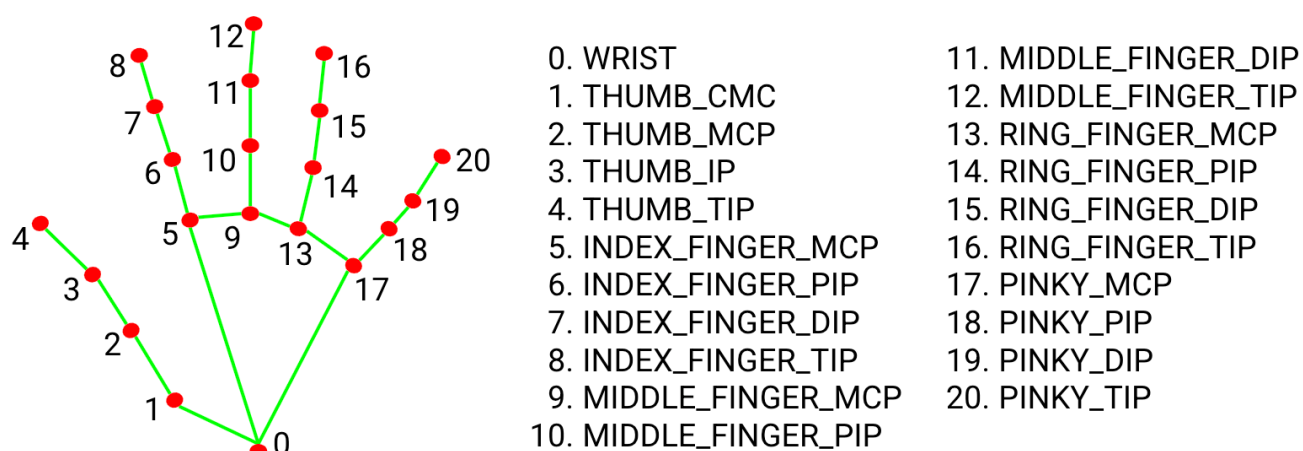 12
8
16
11
7
15
10
6
20
14
19
4
5
9
18
13
3
17
2
1
0
0. WRIST
1. THUMB_CMC
2. THUMB_MCP
3. THUMB_IP
4. THUMB_TIP
5. INDEX_FINGER_MCP
6. INDEX_FINGER_PIP
7. INDEX_FINGER_DIP
8. INDEX_FINGER_TIP
9. MIDDLE_FINGER_MCP
10. MIDDLE_FINGER_PIP
11. MIDDLE_FINGER_DIP
12. MIDDLE_FINGER_TIP
13. RING_FINGER_MCP
14. RING_FINGER_PIP
15. RING_FINGER_DIP
16. RING_FINGER_TIP
17. PINKY_MCP
18. PINKY_PIP
19. PINKY_DIP
20. PINKY_TIP